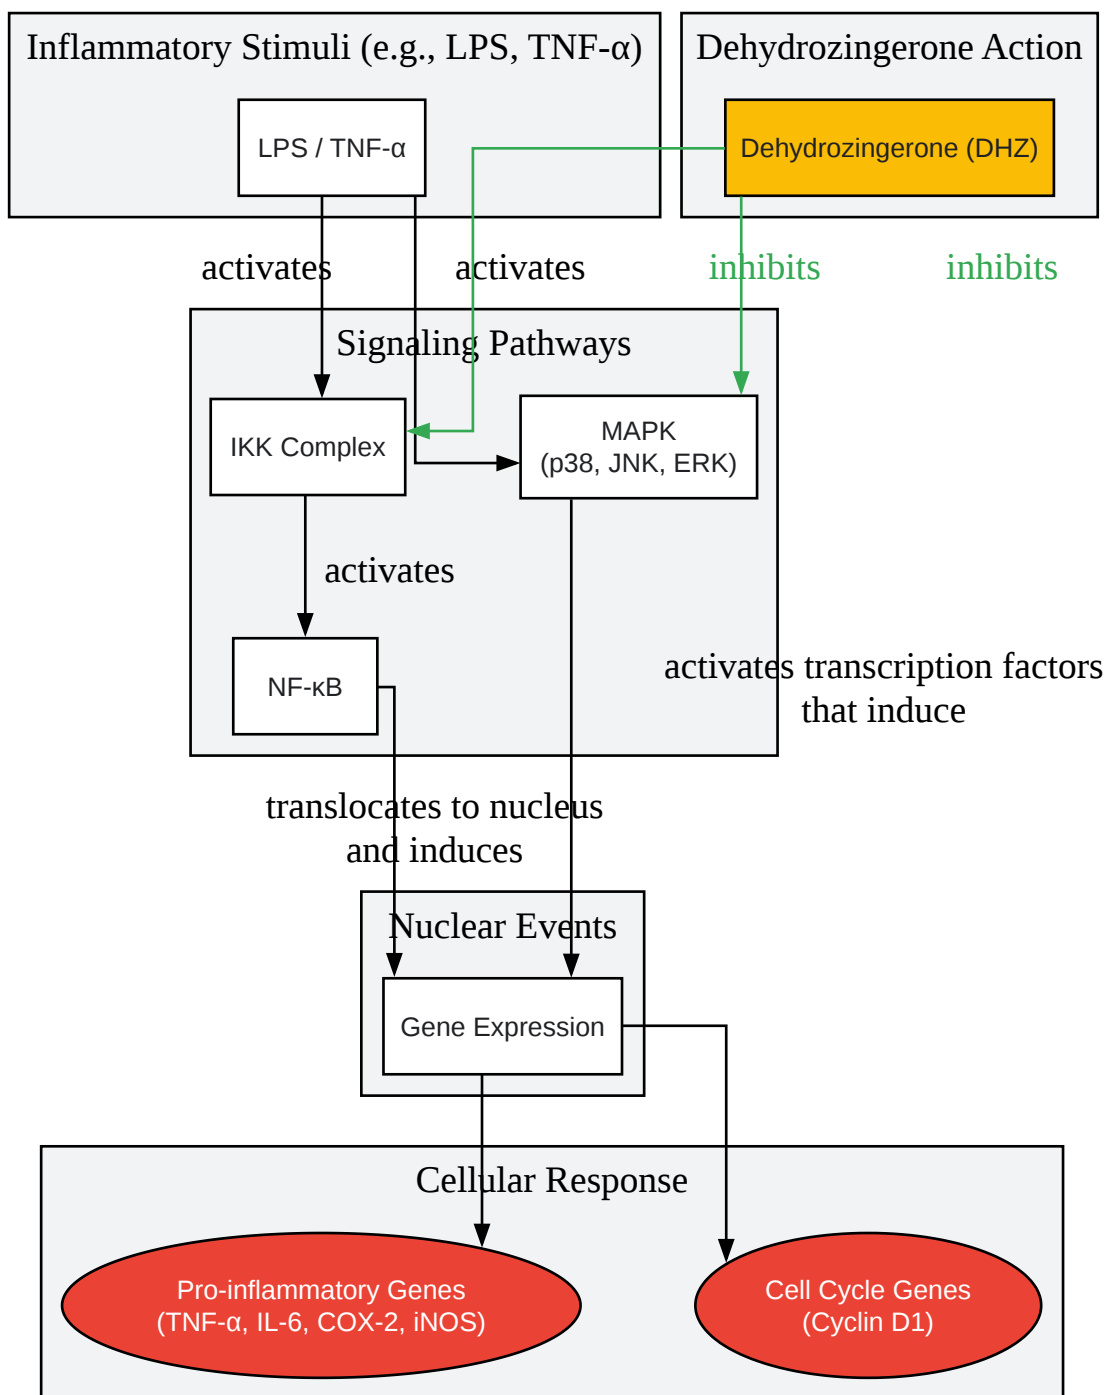 Inflammatory Stimuli (e.g., LPS, TNF-α)
Dehydrozingerone Action
LPS / TNF-α
Dehydrozingerone (DHZ)
activates
activates
inhibits
inhibits
Signaling Pathways
IKK Complex
MAPK
(p38, JNK, ERK)
activates
NF-κB
activates transcription factors
that induce
translocates to nucleus
and induces
Nuclear Events
Gene Expression
Cellular Response
Pro-inflammatory Genes
(TNF-α, IL-6, COX-2, iNOS)
Cell Cycle Genes
(Cyclin D1)